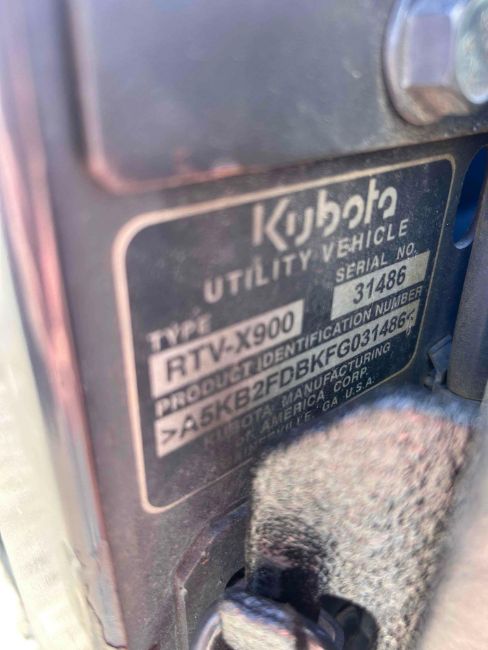 Kubota
UTILITY VEHICLE
TYPE
SERIAL NO.
RTV-X900
31486
PRODUCT IDENTIFICATION NUMBER
>A5KB2FDBKFG031486<
KUBOTA MANUFACTURING
OF AMERICA CORP.
GA U.S.A.